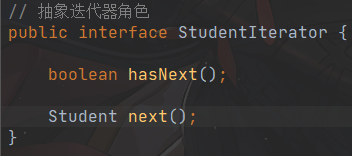 // 抽象迭代器角色
public interface StudentIterator {
boolean hasNext();
Student next();
}